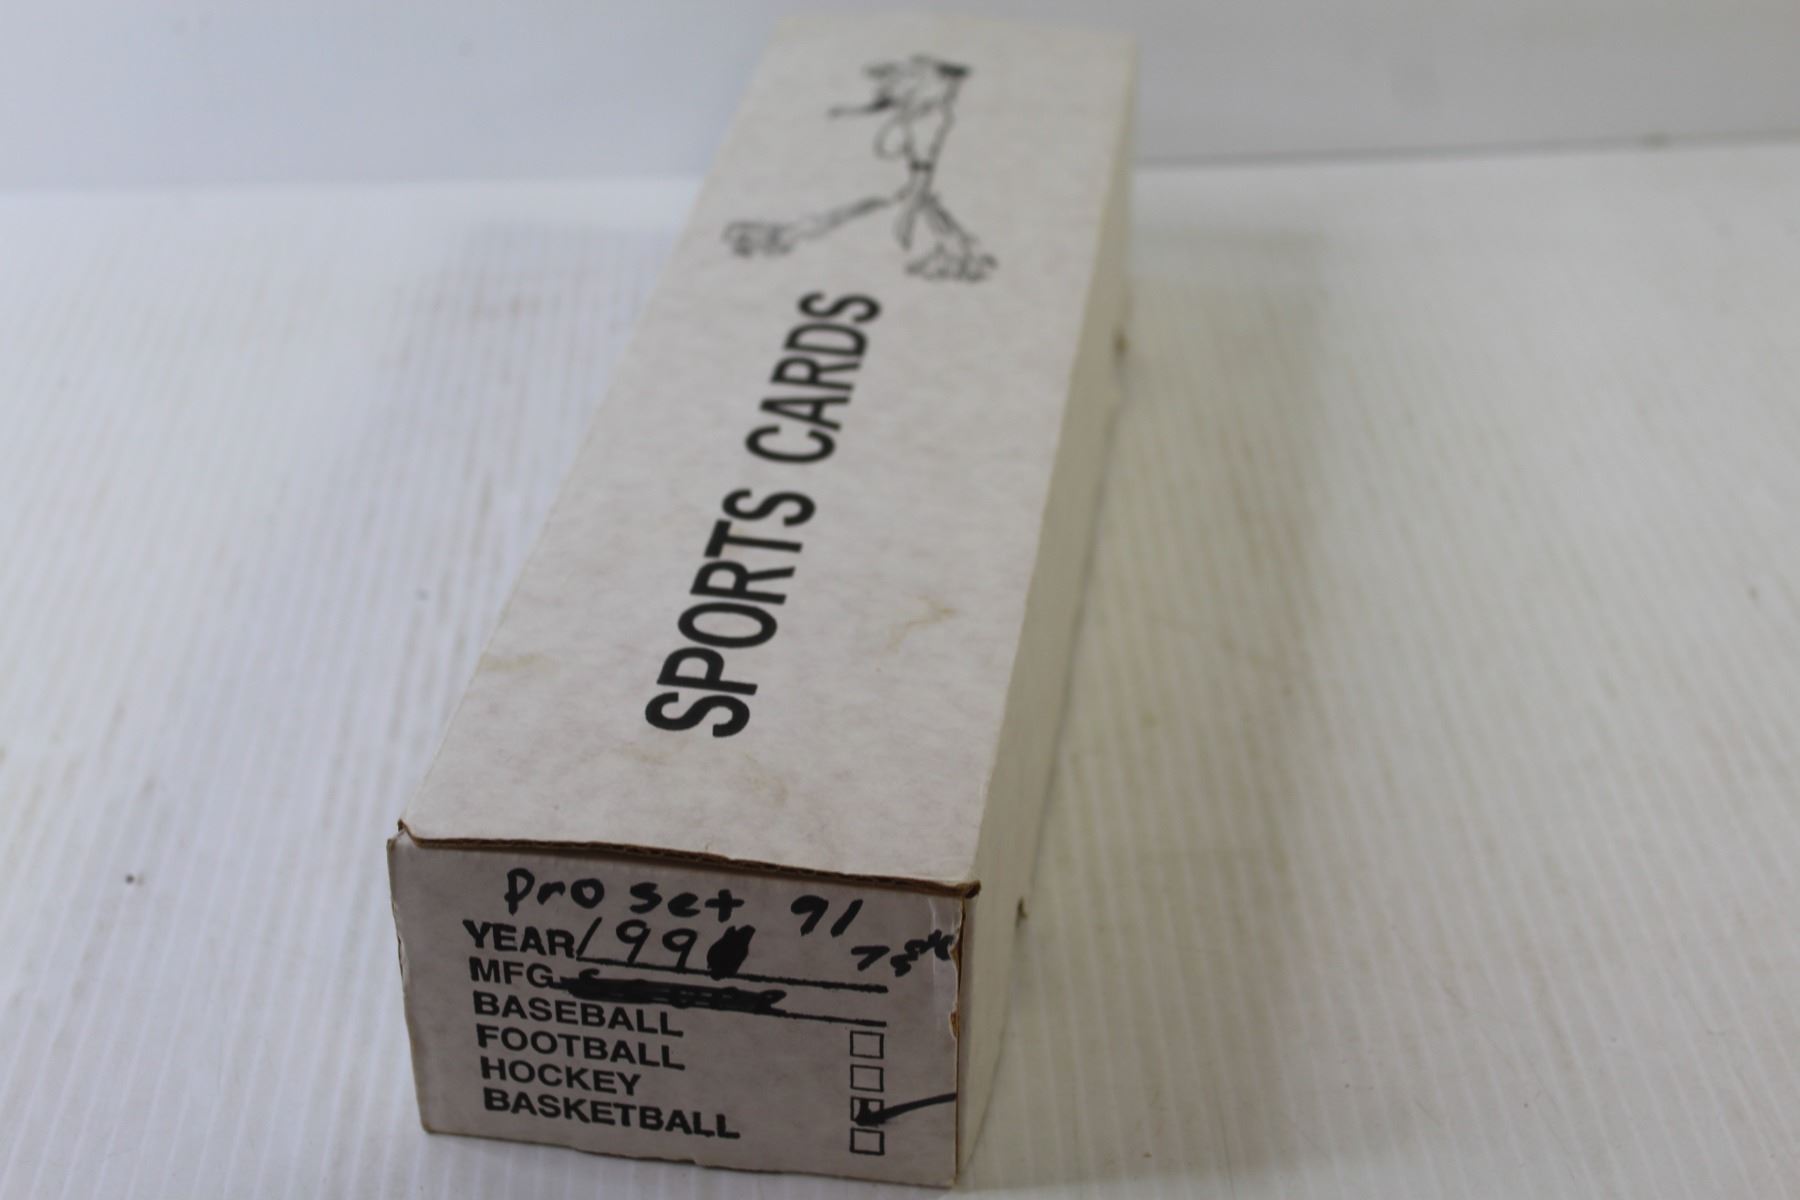 SPORTS CARDS
Pro set 91
YEAR 199
MFG
BASEBALL
FOOTBALL
HOCKEY
BASKETBALL